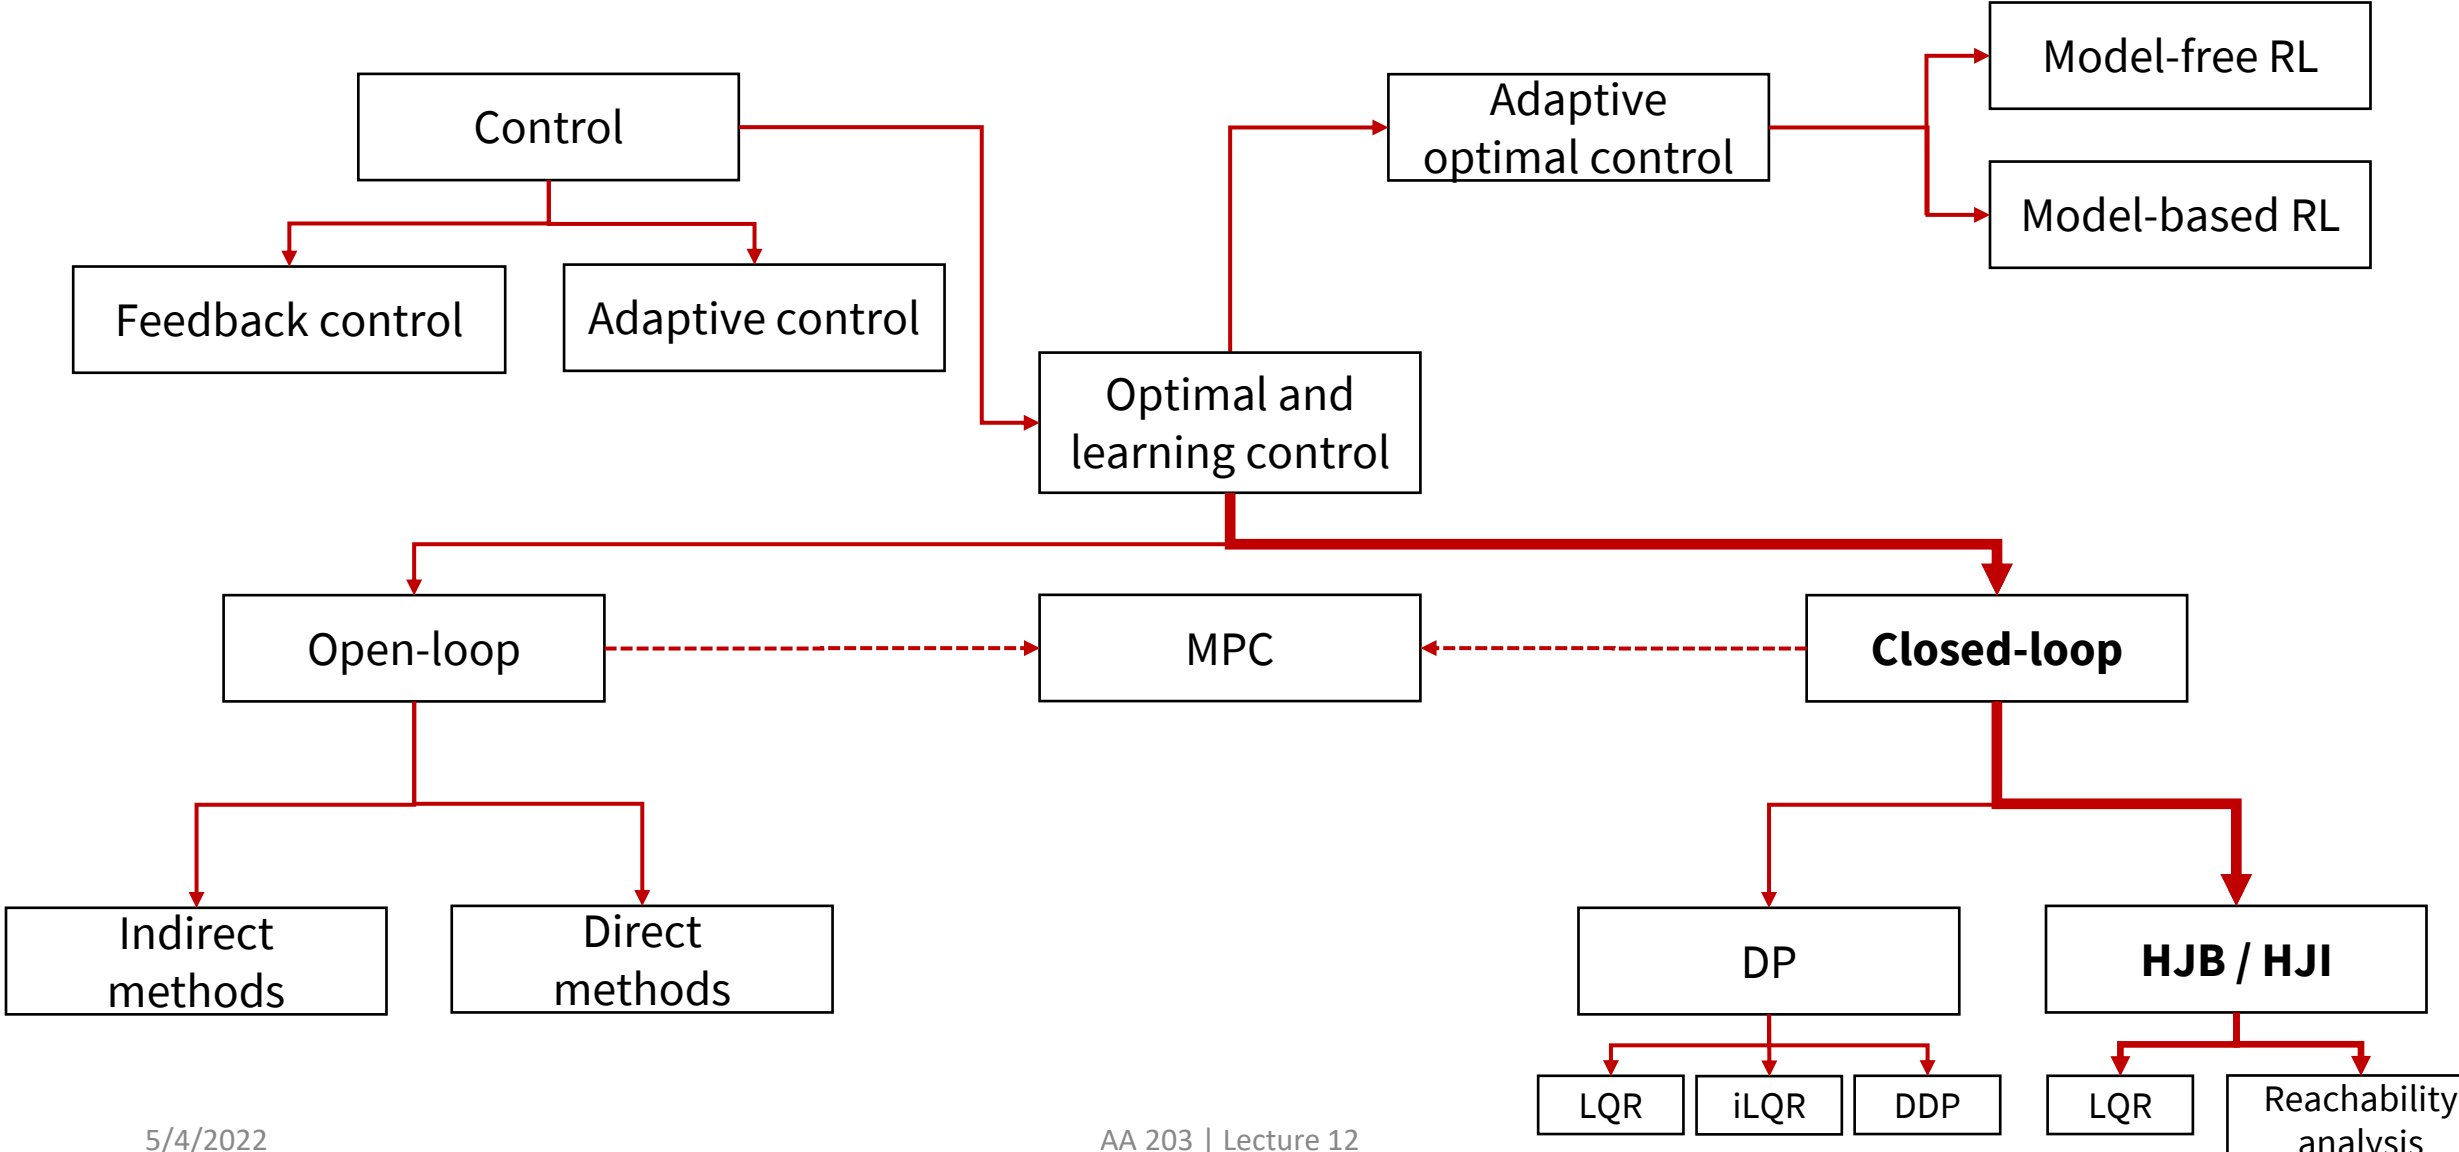 Model-free RL
Control
Adaptive
optimal control
Model-based RL
Feedback control
Adaptive control
Optimal and
learning control
Open-loop
MPC
Closed-loop
Indirect
methods
Direct
methods
DP
HJB / HJI
LQR
iLQR
DDP
LQR
Reachability
analysis
5/4/2022
AA 203 | Lecture 12